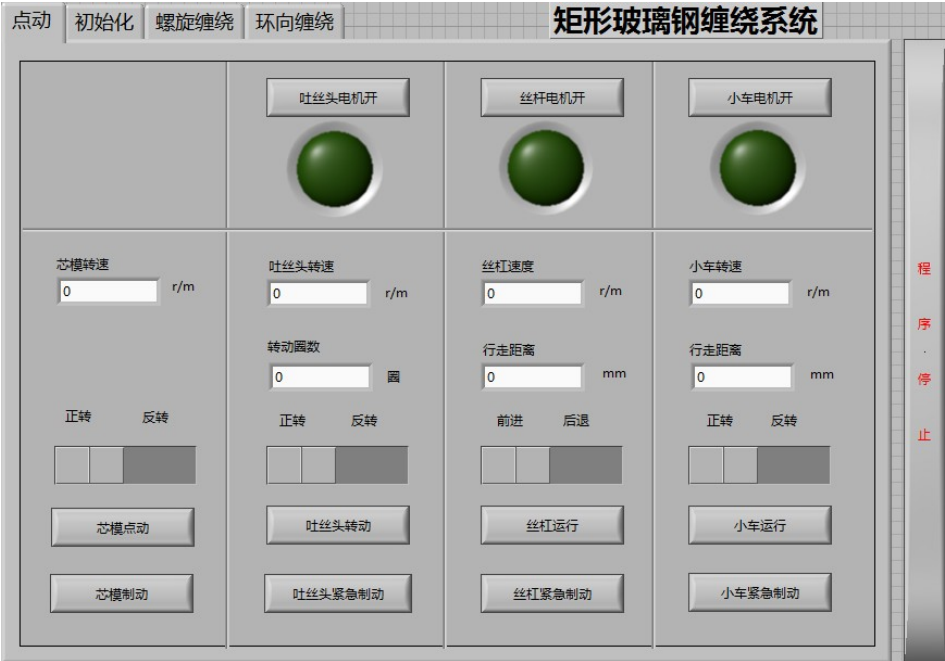 点动 初始化 螺旋缠绕 环向缠绕 矩形玻璃钢缠绕系统
吐丝头电机开 丝杆电机开 小车电机开
芯模转速 吐丝头转速 丝杠速度 小车转速
0 r/m 0 r/m 0 r/m 0 r/m
转动圈数 行走距离 行走距离
0 圈 0 mm 0 mm
正转 反转 正转 反转 前进 后退 正转 反转
芯模点动 吐丝头转动 丝杠运行 小车运行
芯模制动 吐丝头紧急制动 丝杠紧急制动 小车紧急制动
程
序
·
停
止